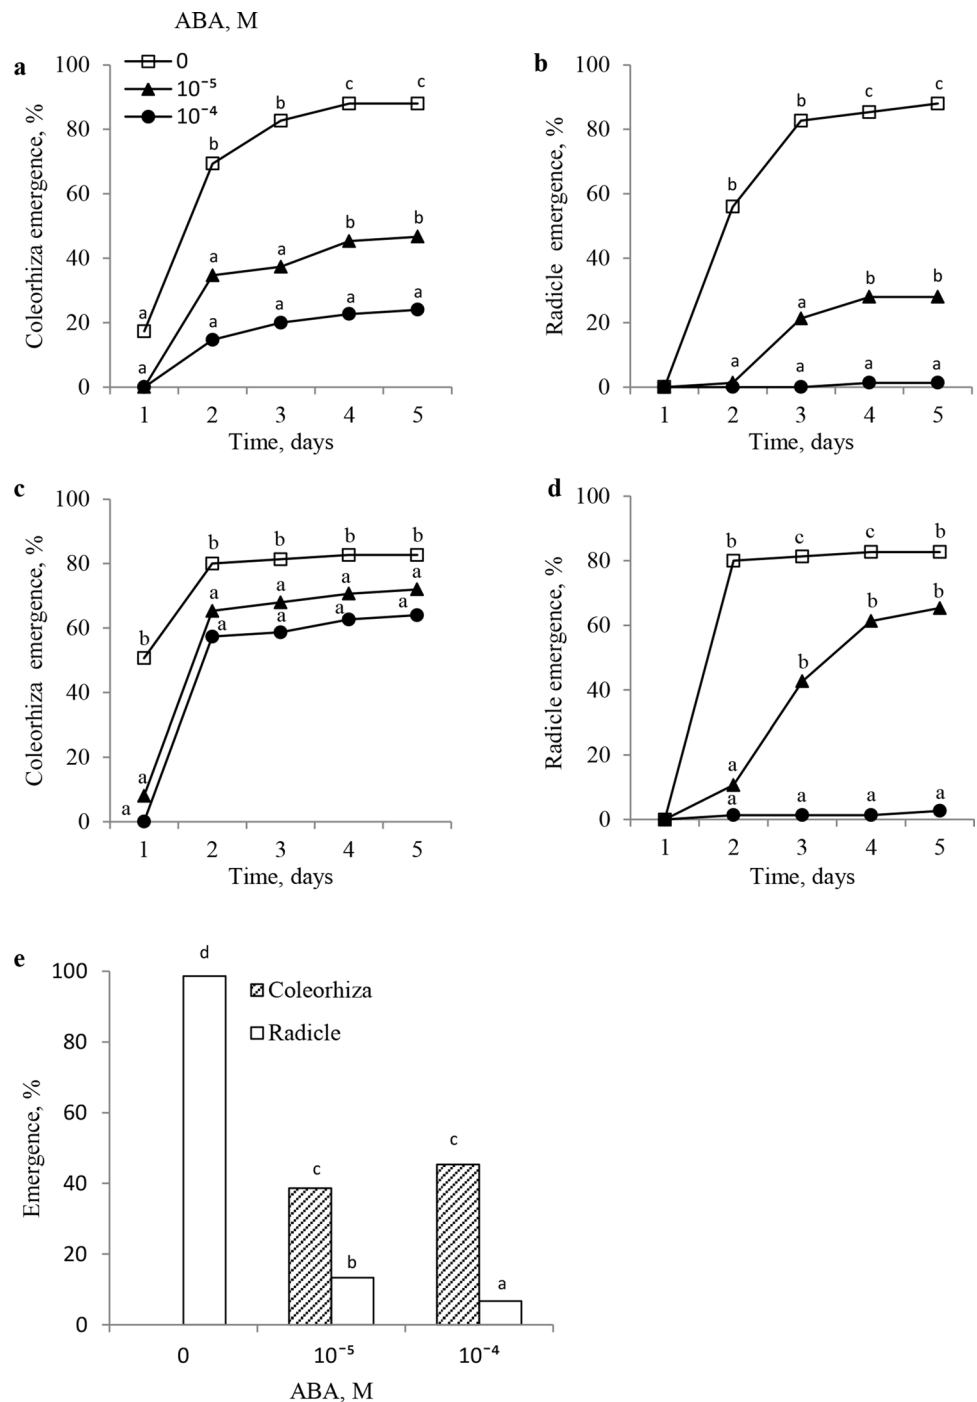 ABA, M
a
0
10⁻⁵
10⁻⁴
100
80
60
40
20
0
Coleorhiza emergence, %
a b b c c
a a b b
a a a a a
1 2 3 4 5
Time, days
b
100
80
60
40
20
0
Radicle emergence, %
b b c c
a a b b
a a a
1 2 3 4 5
Time, days
c
100
80
60
40
20
0
Coleorhiza emergence, %
b b b b b
a a a a a
a a a a a
1 2 3 4 5
Time, days
d
100
80
60
40
20
0
Radicle emergence, %
b c c b
a b b b
a a a a
1 2 3 4 5
Time, days
e
100
80
60
40
20
0
Emergence, %
Coleorhiza
Radicle
d
c
b
c
a
0 10⁻⁵ 10⁻⁴
ABA, M